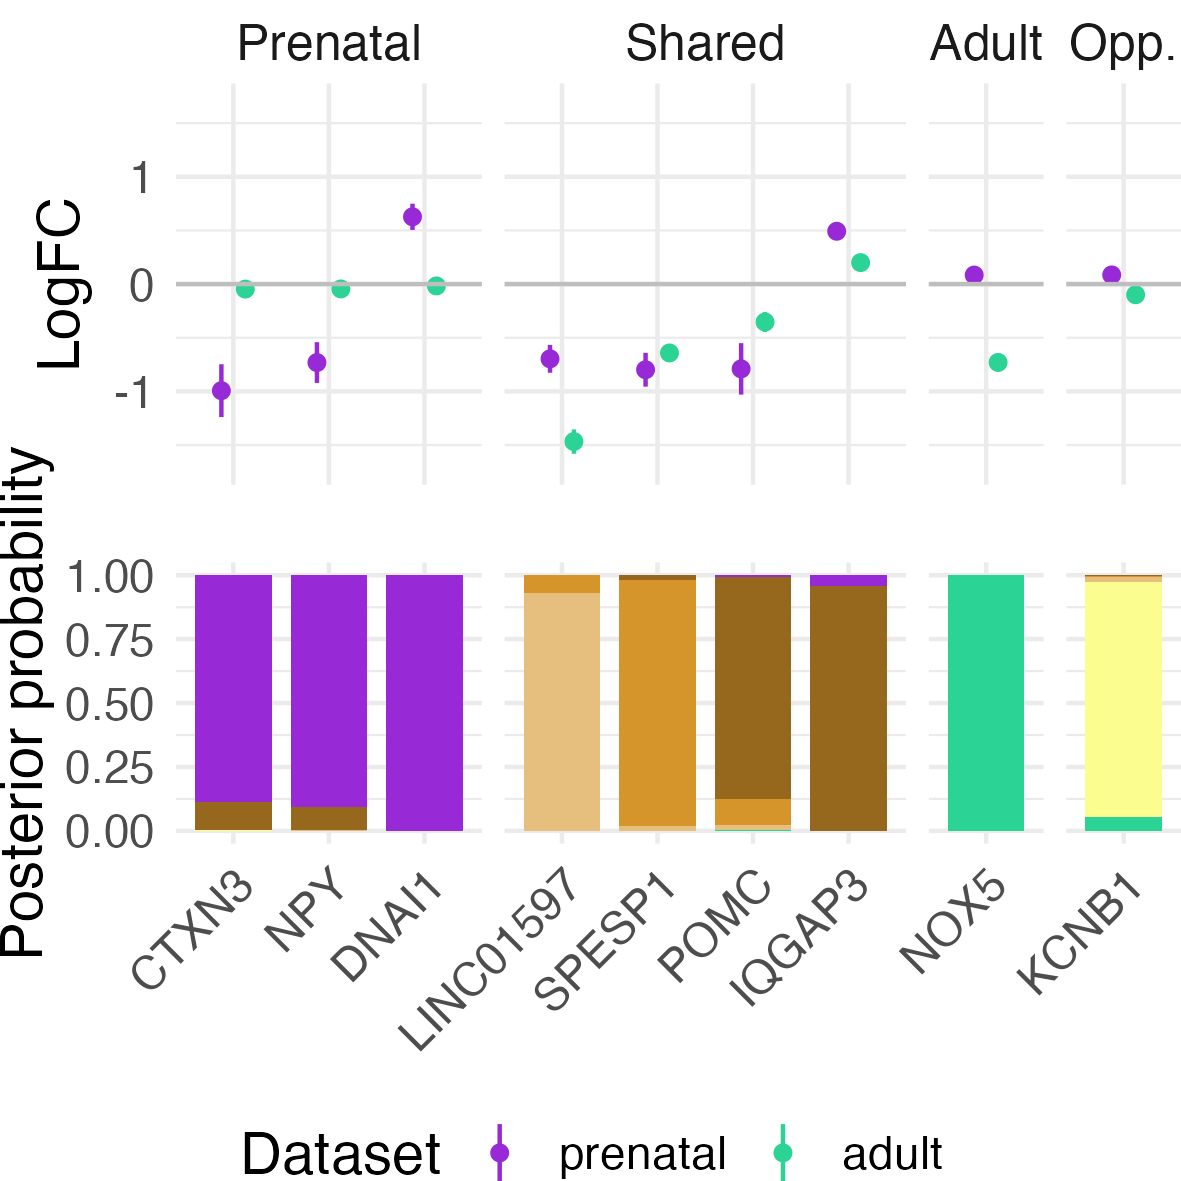 Prenatal Shared Adult Opp.
LogFC
1
0
-1
Posterior probability
1.00
0.75
0.50
0.25
0.00
CTXN3 NPY DNAI1 LINC01597 SPESP1 POMC IQGAP3 NOX5 KCNB1
Dataset prenatal adult